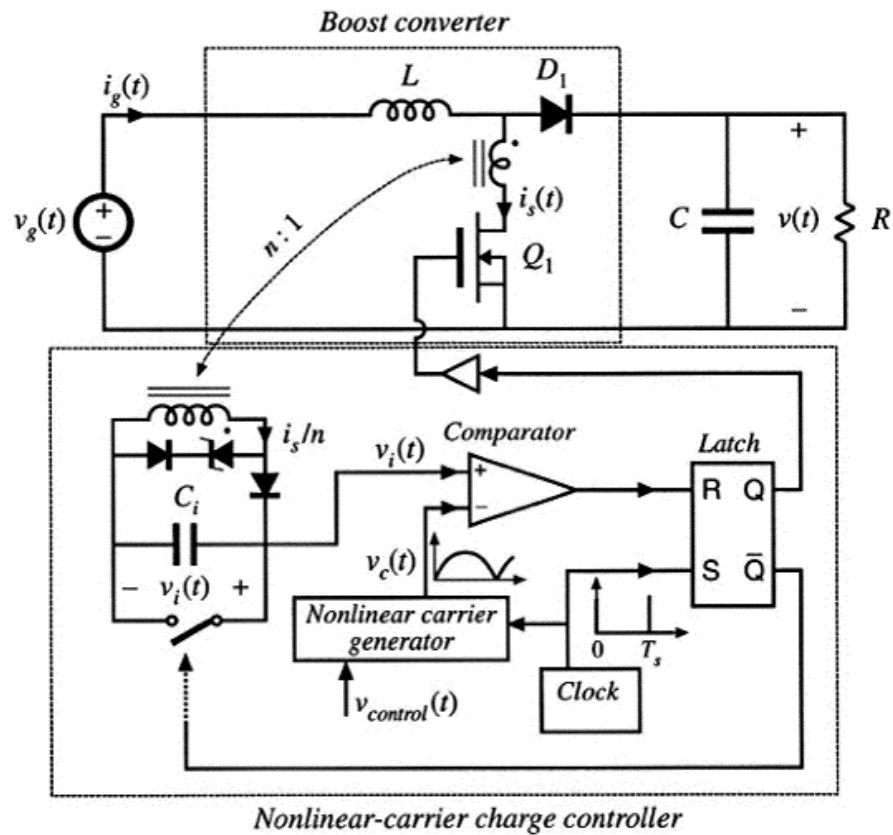 Boost converter
i_g(t)
L
D_1
+
v_g(t)
+
−
n : 1
i_s(t)
Q_1
C
v(t)
R
−
i_s/n
C_i
− v_i(t) +
v_i(t)
Comparator
+
−
v_c(t)
Latch
R Q
S Q̅
Nonlinear carrier
generator
0 T_s
Clock
v_control(t)
Nonlinear-carrier charge controller